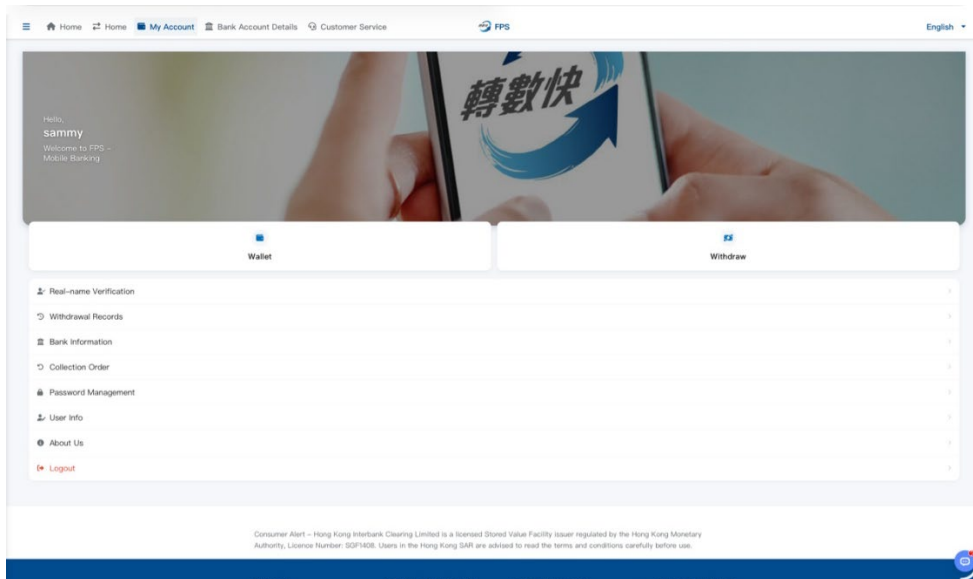 Home
Home
My Account
Bank Account Details
Customer Service
FPS
English
轉數快
Hello,
sammy
Welcome to FPS –
Mobile Banking
Wallet
Withdraw
Real-name Verification
Withdrawal Records
Bank Information
Collection Order
Password Management
User Info
About Us
Logout
Consumer Alert – Hong Kong Interbank Clearing Limited is a licensed Stored Value Facility issuer regulated by the Hong Kong Monetary
Authority, Licence Number: SGF1408. Users in the Hong Kong SAR are advised to read the terms and conditions carefully before use.